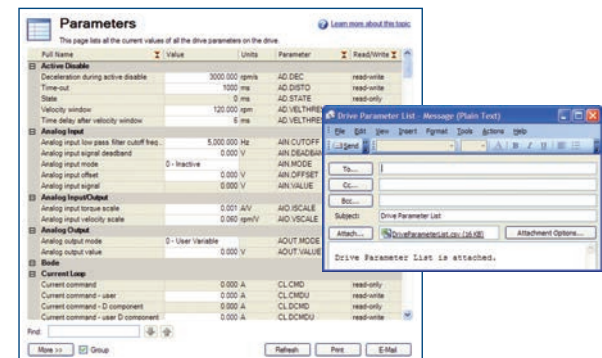 Parameters
Learn more about this topic
This page lists all the current values of all the drive parameters on the drive.
Full Name Value Units Parameter Read/Write
Active Disable
Deceleration during active disable 3000.000 rpm/s AD.DEC read-write
Time-out 1000 ms AD.DISTO read-write
State 0 ms AD.STATE read-only
Velocity window 120.000 rpm AD.VELTHRES
Time delay after velocity window 6 ms AD.VELTHRES
Analog Input
Analog input low pass filter cutoff freq... 5,000.000 Hz AIN.CUTOFF
Analog input signal deadband 0.000 V AIN.DEADBAN
Analog input mode 0 - Inactive AIN.MODE
Analog input offset 0.000 V AIN.OFFSET
Analog input signal 0.000 V AIN.VALUE
Analog Input/Output
Analog input torque scale 0.001 A/V AIO.ISCALE
Analog input velocity scale 0.060 rpm/V AIO.VSCALE
Analog Output
Analog output mode 0 - User Variable AOUT.MODE
Analog output value 0.000 V AOUT.VALUE
Bode
Current Loop
Current command 0.000 A CL.CMD read-only
Current command - user 0.000 A CL.CMDU read-write
Current command - D component 0.000 A CL.DCMD read-only
Current command - user D component 0.000 A CL.DCMDU read-write
Find:
More >> Group Refresh Print E-Mail
Drive Parameter List - Message (Plain Text)
File Edit View Insert Format Tools Actions Help
Send A B I U
To...
Cc...
Bcc...
Subject: Drive Parameter List
Attach... DriveParameterList.csv (16 KB) Attachment Options...
Drive Parameter List is attached.